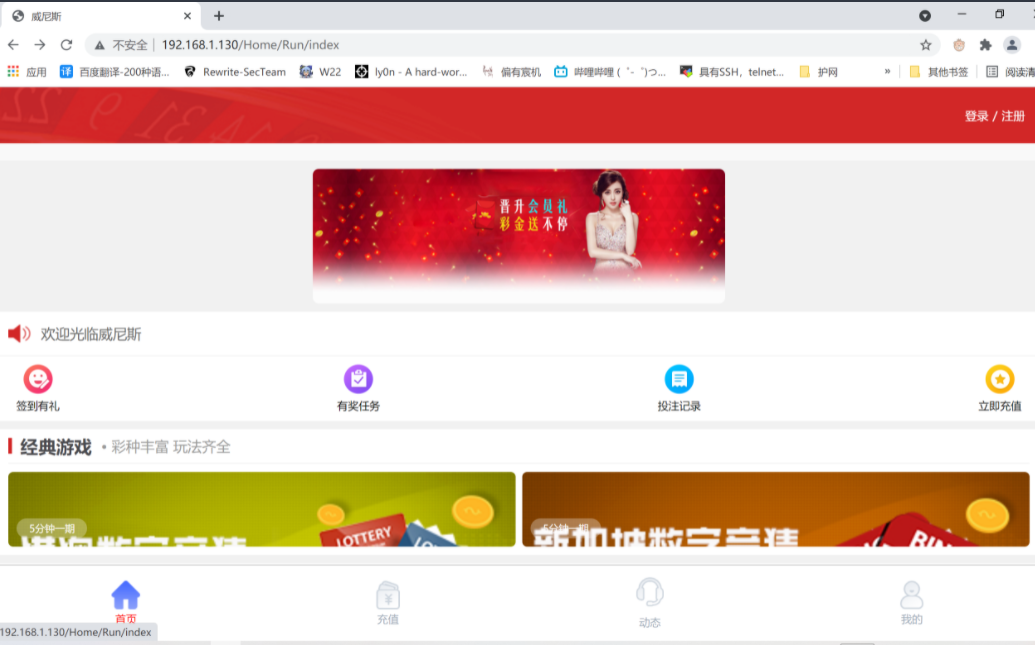 威尼斯
不安全 192.168.1.130/Home/Run/index
应用 百度翻译-200种语... Rewrite-SecTeam W22 ly0n - A hard-wor... 偏有宸机 哔哩哔哩 ( ゜- ゜)つ... 具有SSH，telnet... 护网 » 其他书签 阅读清
登录 / 注册
晋升会员礼
彩金送不停
欢迎光临威尼斯
签到有礼 有奖任务 投注记录 立即充值
经典游戏 • 彩种丰富 玩法齐全
5分钟一期 5分钟一期
港澳数字竞猜 新加坡数字竞猜
LOTTERY
首页 充值 动态 我的
192.168.1.130/Home/Run/index